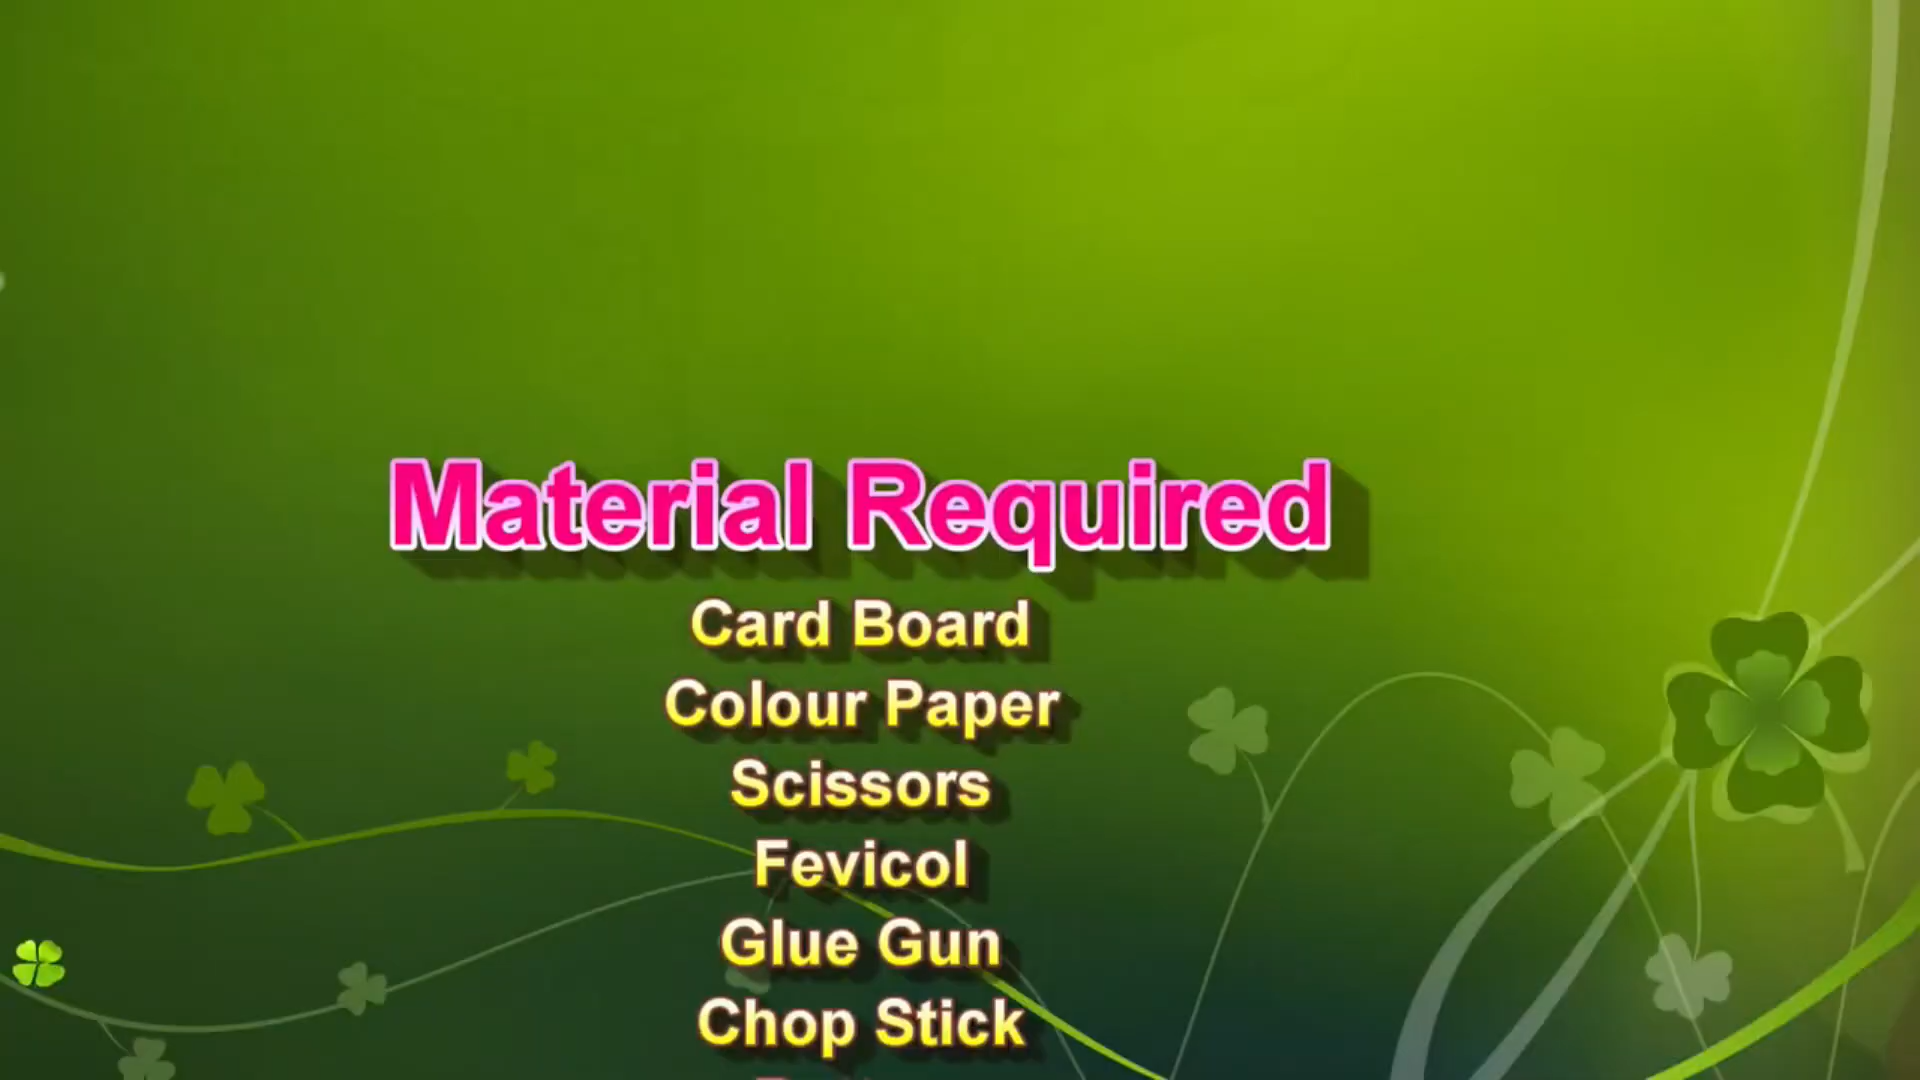 Material Required
Card Board
Colour Paper
Scissors
Fevicol
Glue Gun
Chop Stick